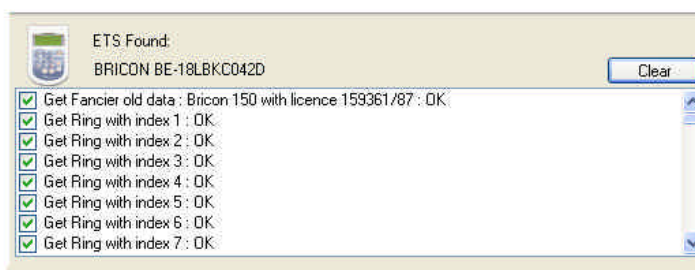 ETS Found:
BRICON BE-18LBKC042D
Clear
Get Fancier old data : Bricon 150 with licence 159361/87 : OK
Get Ring with index 1 : OK
Get Ring with index 2 : OK
Get Ring with index 3 : OK
Get Ring with index 4 : OK
Get Ring with index 5 : OK
Get Ring with index 6 : OK
Get Ring with index 7 : OK